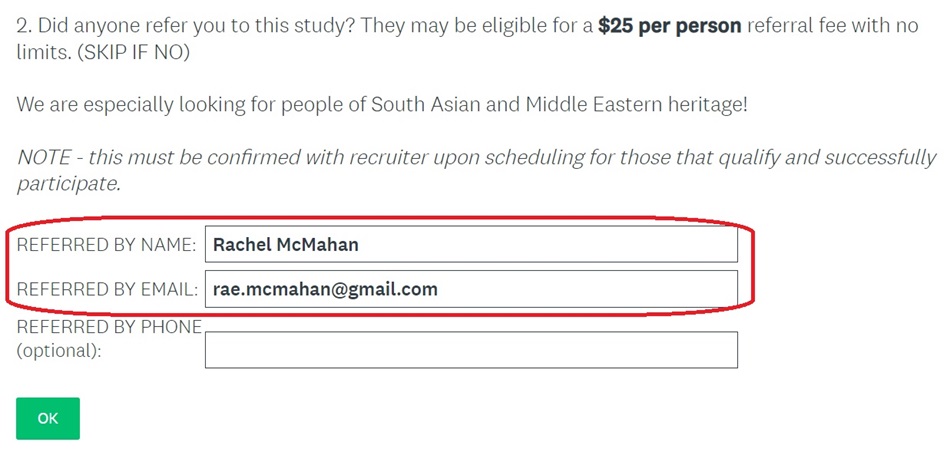 2. Did anyone refer you to this study? They may be eligible for a $25 per person referral fee with no
limits. (SKIP IF NO)
We are especially looking for people of South Asian and Middle Eastern heritage!
NOTE - this must be confirmed with recruiter upon scheduling for those that qualify and successfully
participate.
REFERRED BY NAME: Rachel McMahan
REFERRED BY EMAIL: rae.mcmahan@gmail.com
REFERRED BY PHONE
(optional):
OK